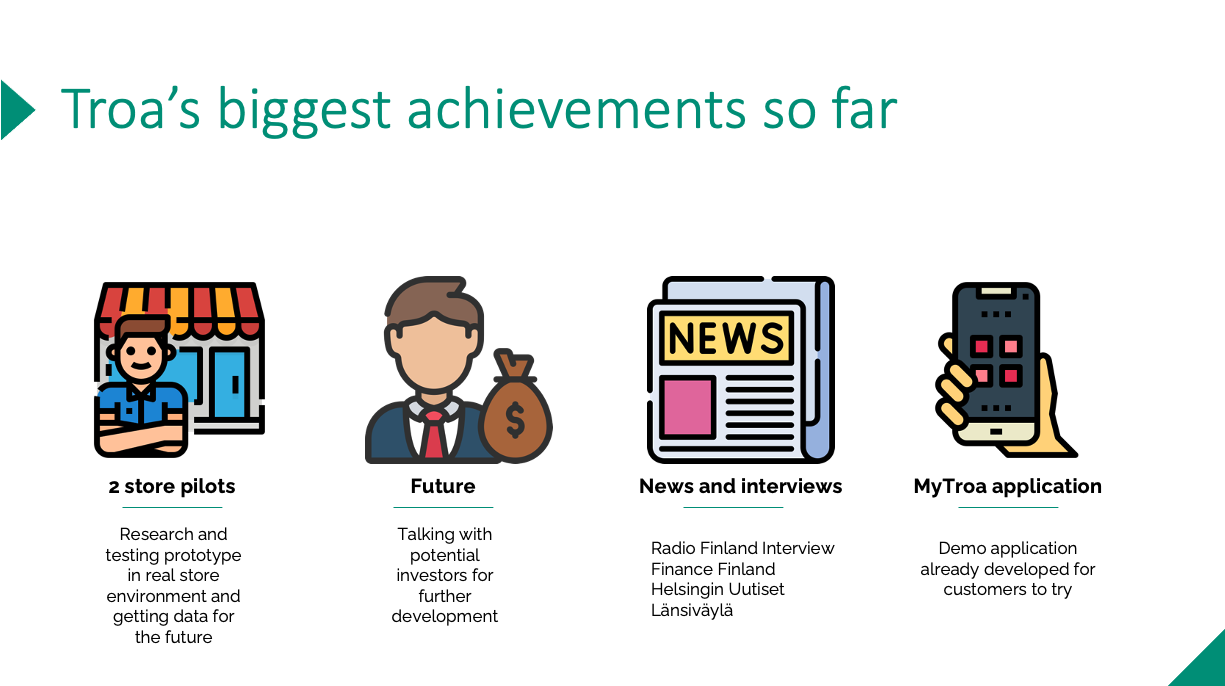 Troa’s biggest achievements so far
NEWS
$
2 store pilots
Research and
testing prototype
in real store
environment and
getting data for
the future
Future
Talking with
potential
investors for
further
development
News and interviews
Radio Finland Interview
Finance Finland
Helsingin Uutiset
Länsiväylä
MyTroa application
Demo application
already developed for
customers to try